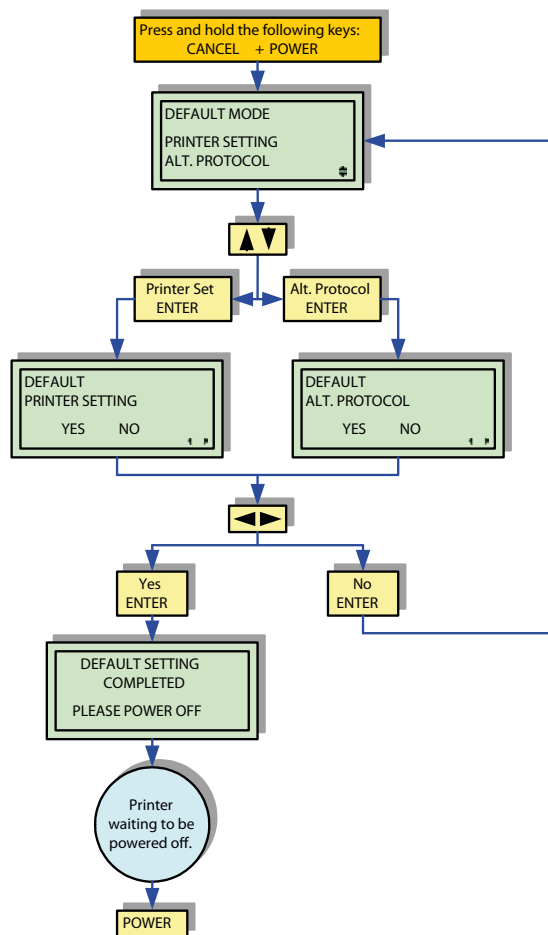 Press and hold the following keys:
CANCEL + POWER
DEFAULT MODE
PRINTER SETTING
ALT. PROTOCOL
Printer Set
ENTER
Alt. Protocol
ENTER
DEFAULT
PRINTER SETTING
YES NO
DEFAULT
ALT. PROTOCOL
YES NO
Yes
ENTER
No
ENTER
DEFAULT SETTING
COMPLETED
PLEASE POWER OFF
Printer
waiting to be
powered off.
POWER